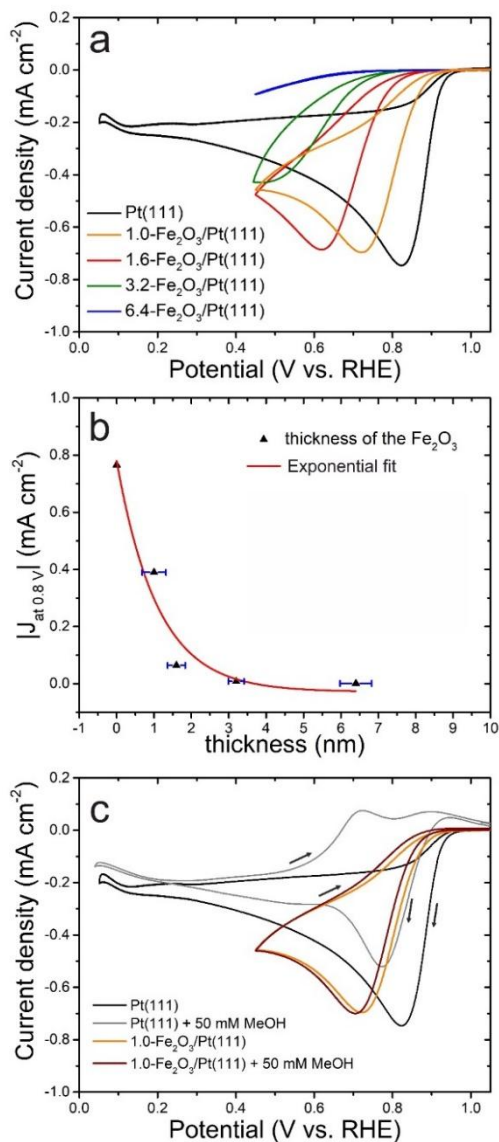 a
0.2
0.0
-0.2
-0.4
-0.6
-0.8
-1.0
Current density (mA cm⁻²)
Pt(111)
1.0-Fe₂O₃/Pt(111)
1.6-Fe₂O₃/Pt(111)
3.2-Fe₂O₃/Pt(111)
6.4-Fe₂O₃/Pt(111)
0.0 0.2 0.4 0.6 0.8 1.0
Potential (V vs. RHE)
b
1.0
0.8
0.6
0.4
0.2
0.0
|J at 0.8 V| (mA cm⁻²)
thickness of the Fe₂O₃
Exponential fit
-1 0 1 2 3 4 5 6 7 8 9 10
thickness (nm)
c
0.2
0.0
-0.2
-0.4
-0.6
-0.8
-1.0
Current density (mA cm⁻²)
Pt(111)
Pt(111) + 50 mM MeOH
1.0-Fe₂O₃/Pt(111)
1.0-Fe₂O₃/Pt(111) + 50 mM MeOH
0.0 0.2 0.4 0.6 0.8 1.0
Potential (V vs. RHE)